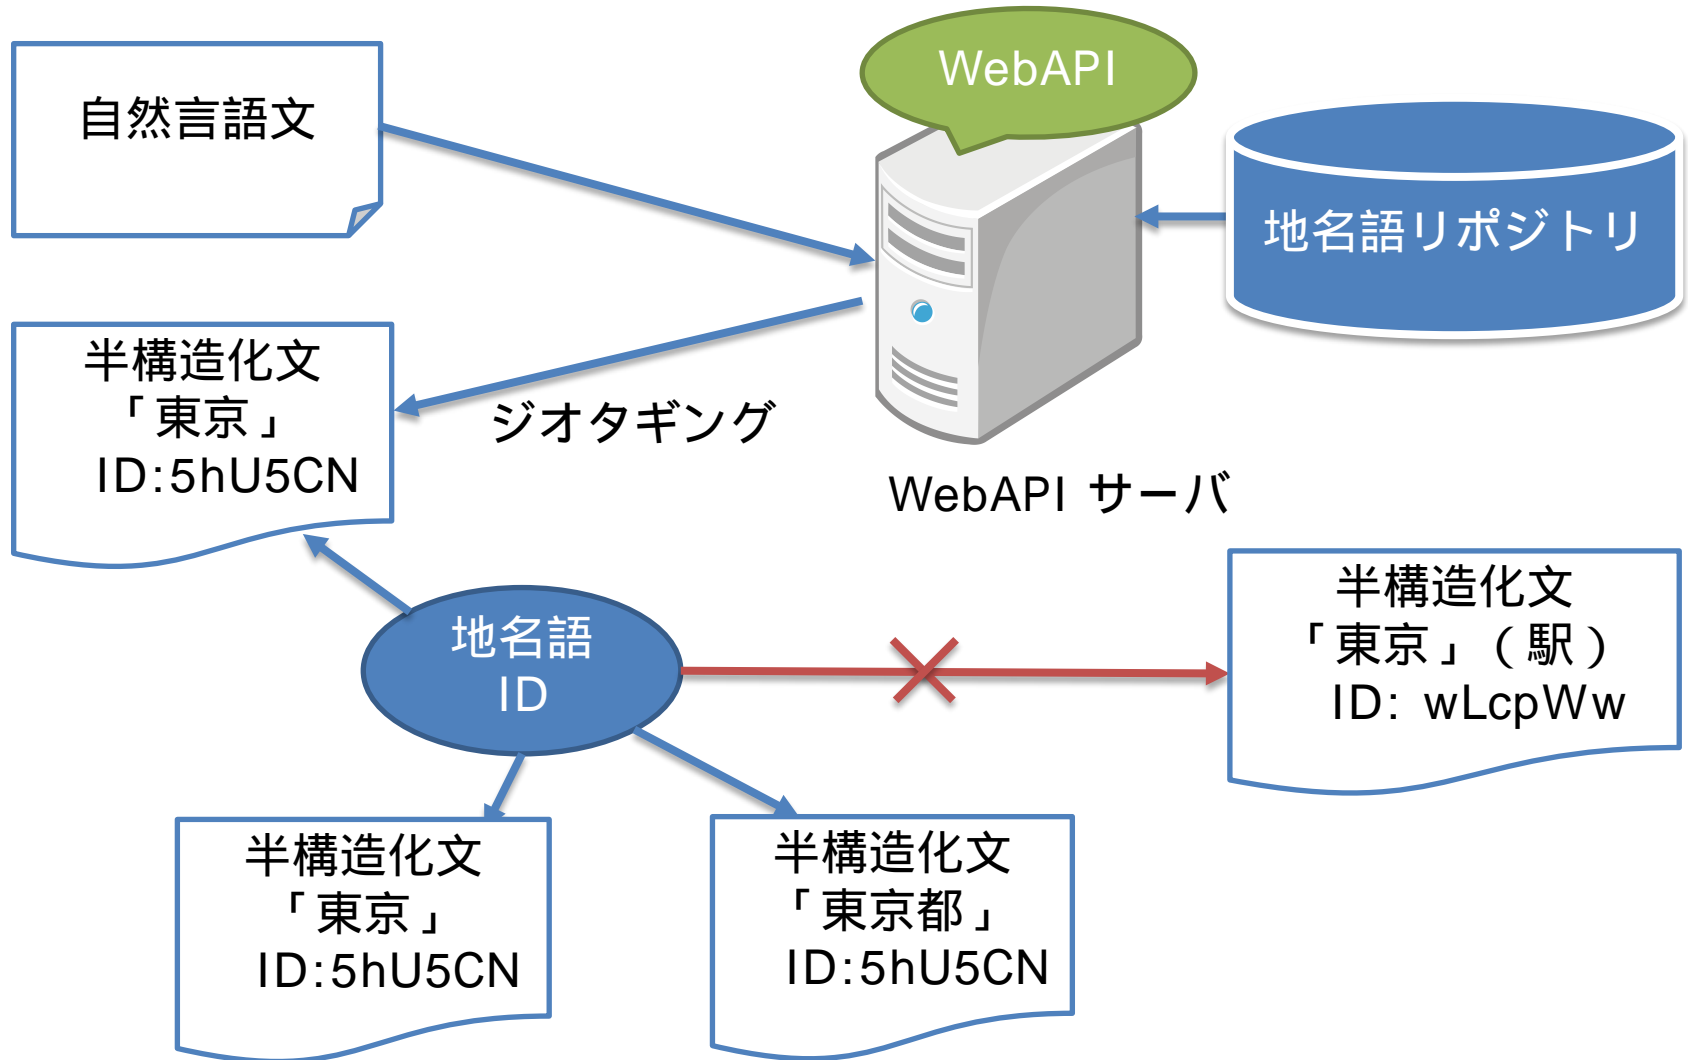 WebAPI
自然言語文
地名語リポジトリ
半構造化文
「東京」
ID:5hU5CN
ジオタギング
WebAPI サーバ
地名語
ID
半構造化文
「東京」(駅)
ID: wLcpWw
半構造化文
「東京」
ID:5hU5CN
半構造化文
「東京都」
ID:5hU5CN